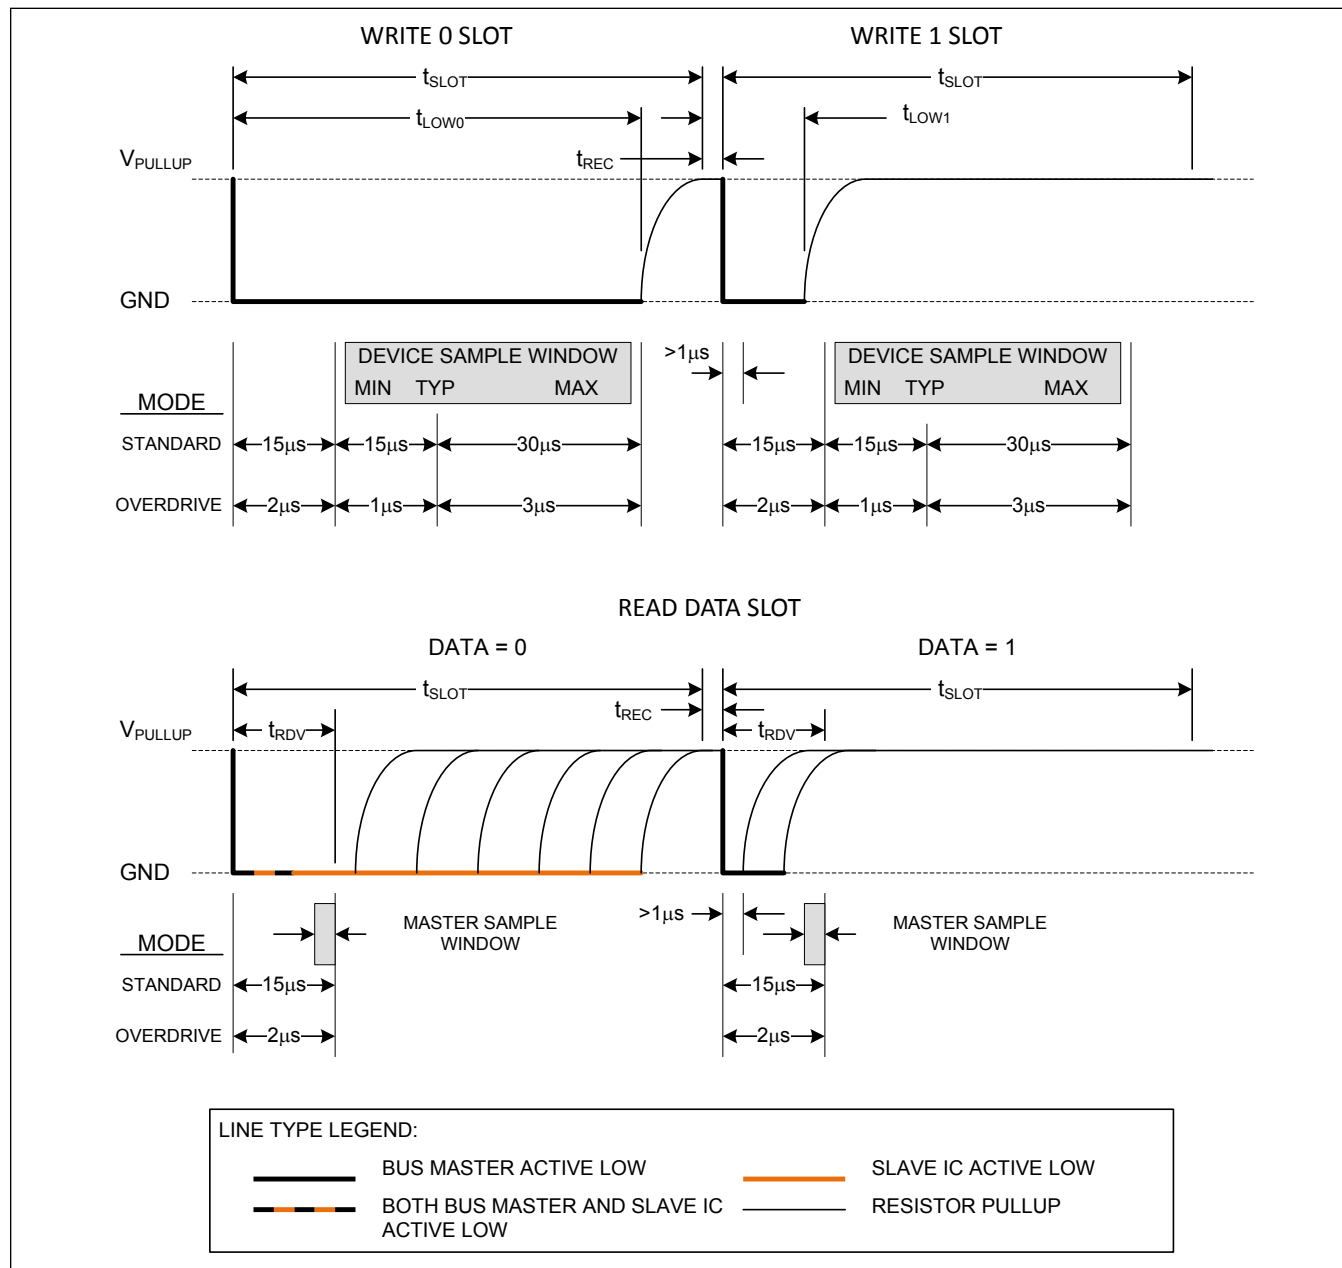 WRITE 0 SLOT WRITE 1 SLOT
tSLOT tSLOT
tLOW0 tLOW1
tREC
VPULLUP
GND
DEVICE SAMPLE WINDOW >1µs DEVICE SAMPLE WINDOW
MIN TYP MAX MIN TYP MAX
MODE
STANDARD 15µs 15µs 30µs 15µs 15µs 30µs
OVERDRIVE 2µs 1µs 3µs 2µs 1µs 3µs
READ DATA SLOT
DATA = 0 DATA = 1
tSLOT tSLOT
tREC
VPULLUP tRDV tRDV
GND
>1µs
MASTER SAMPLE WINDOW MASTER SAMPLE WINDOW
MODE
STANDARD 15µs 15µs
OVERDRIVE 2µs 2µs
LINE TYPE LEGEND:
BUS MASTER ACTIVE LOW SLAVE IC ACTIVE LOW
BOTH BUS MASTER AND SLAVE IC RESISTOR PULLUP
ACTIVE LOW